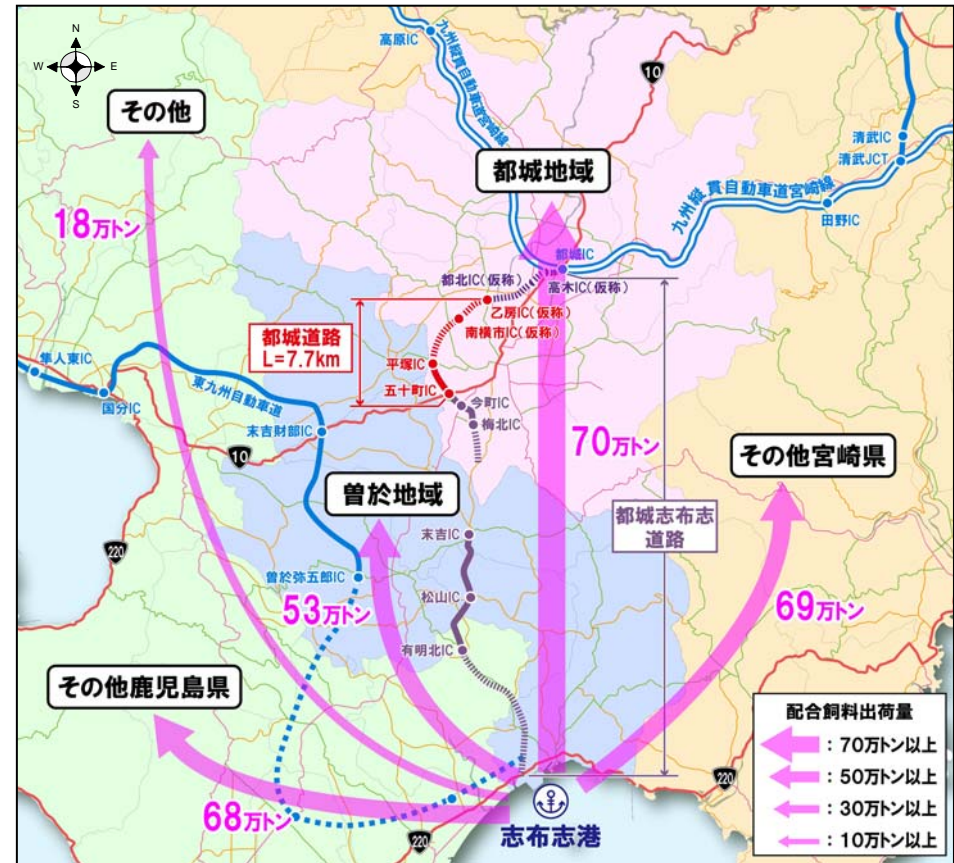 N
W E
S
高原IC
九州縦貫自動車道宮崎線
10
その他
清武IC
清武JCT
都城地域
九州縦貫自動車道宮崎線
田野IC
18万トン
都城IC
都北IC(仮称)
高木IC(仮称)
乙房IC(仮称)
南横市IC(仮称)
都城道路
L=7.7km
隼人東IC
平塚IC
五十町IC
今町IC
東九州自動車道
国分IC
梅北IC
末吉財部IC
10
70万トン
その他宮崎県
曽於地域
都城志布志
道路
末吉IC
220
曽於弥五郎IC
松山IC
53万トン
69万トン
有明北IC
その他鹿児島県
配合飼料出荷量
:70万トン以上
:50万トン以上
:30万トン以上
:10万トン以上
220
68万トン
220
志布志港